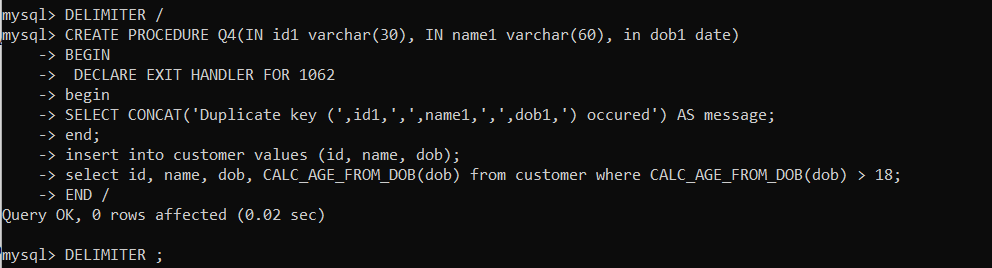 mysql> DELIMITER /
mysql> CREATE PROCEDURE Q4(IN id1 varchar(30), IN name1 varchar(60), in dob1 date)
    -> BEGIN
    ->  DECLARE EXIT HANDLER FOR 1062
    -> begin
    -> SELECT CONCAT('Duplicate key (',id1,',',name1,',',dob1,') occured') AS message;
    -> end;
    -> insert into customer values (id, name, dob);
    -> select id, name, dob, CALC_AGE_FROM_DOB(dob) from customer where CALC_AGE_FROM_DOB(dob) > 18;
    -> END /
Query OK, 0 rows affected (0.02 sec)

mysql> DELIMITER ;